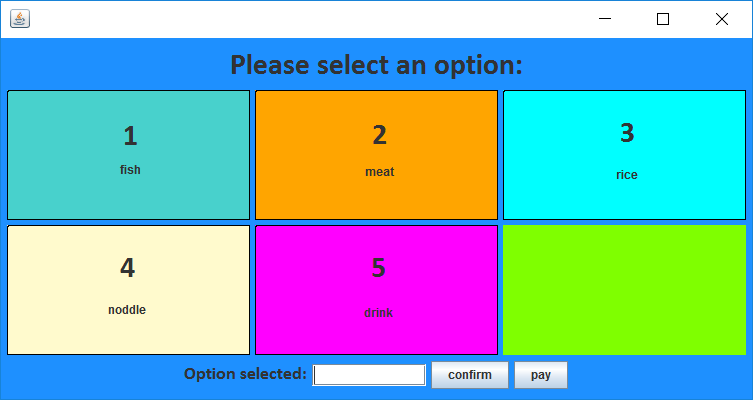 Please select an option:
1
fish
2
meat
3
rice
4
noddle
5
drink
Option selected:
confirm
pay